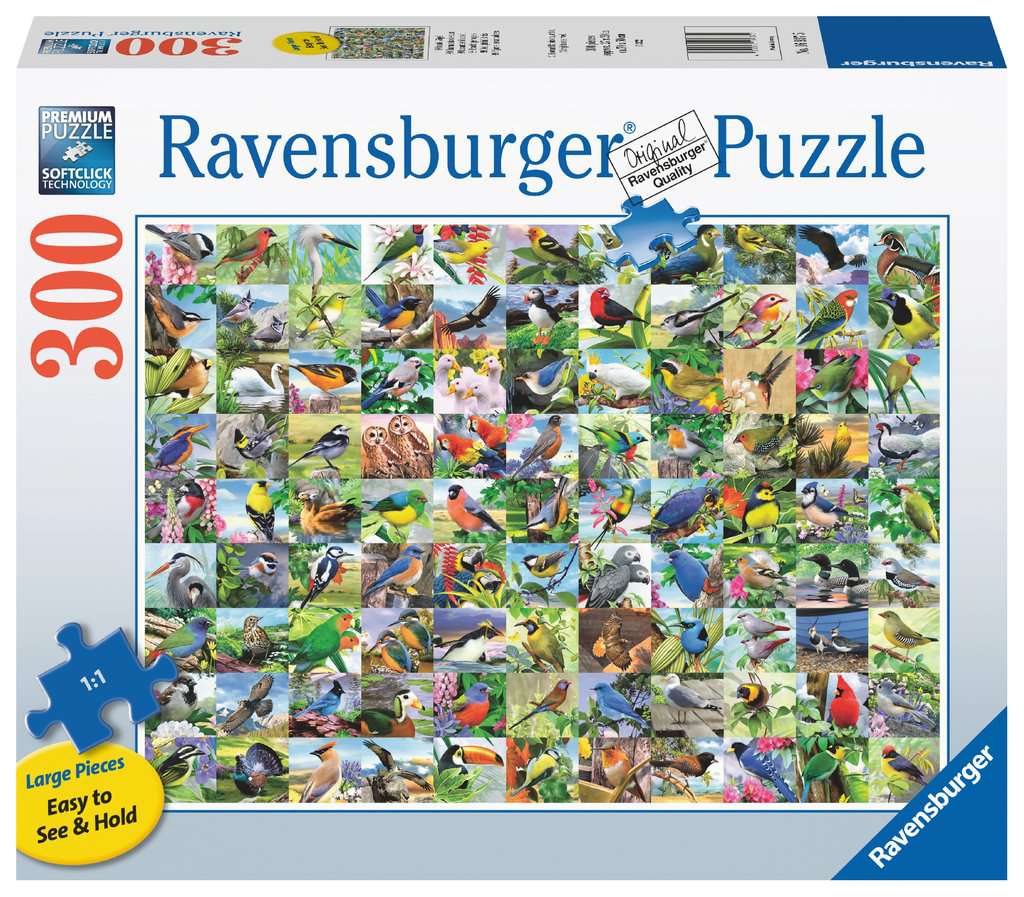 Ravensburger Puzzle
300
Ravensburger
PREMIUM
PUZZLE
SOFTCLICK
TECHNOLOGY
Ravensburger® Puzzle
Original
Ravensburger
Quality
300
1:1
Large Pieces
Easy to
See & Hold
Ravensburger